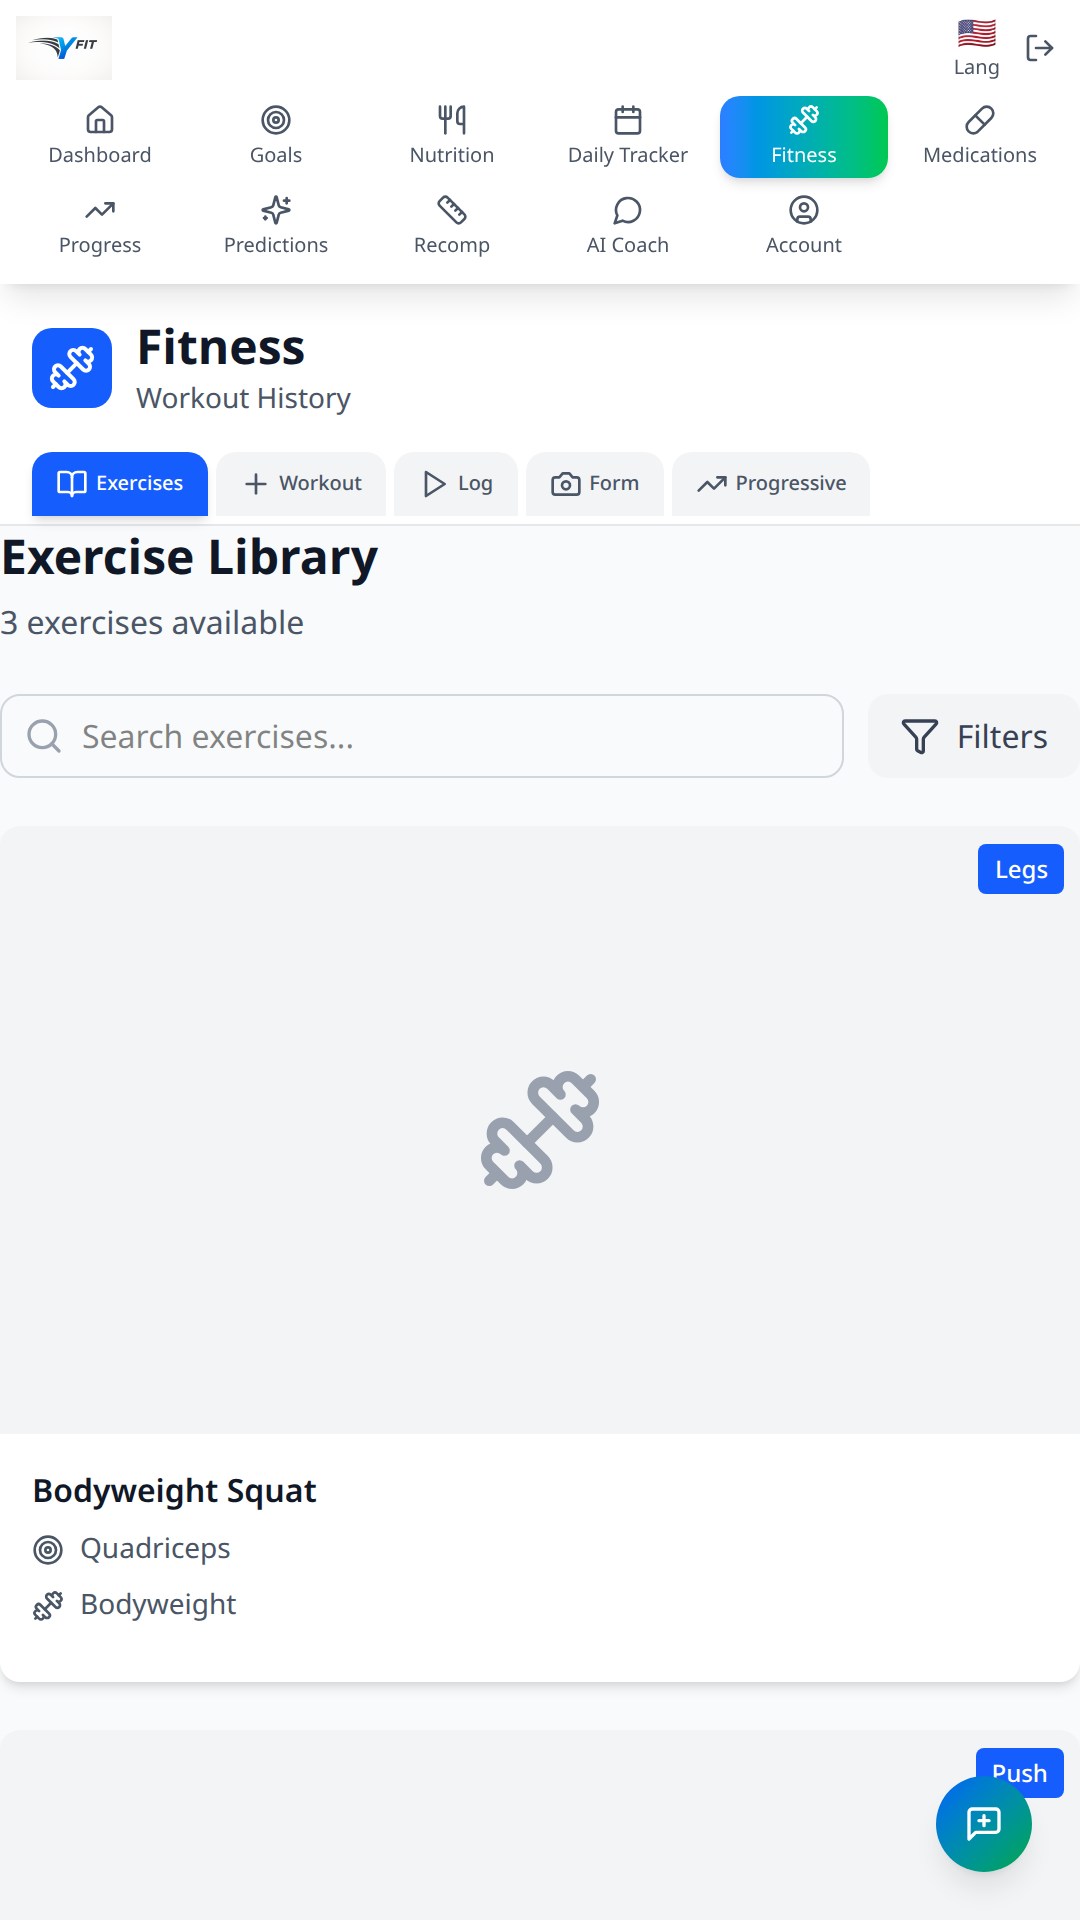 YFIT
Lang
Dashboard Goals Nutrition Daily Tracker Fitness Medications
Progress Predictions Recomp AI Coach Account
Fitness
Workout History
Exercises Workout Log Form Progressive
Exercise Library
3 exercises available
Search exercises...
Filters
Legs
Bodyweight Squat
Quadriceps
Bodyweight
Push